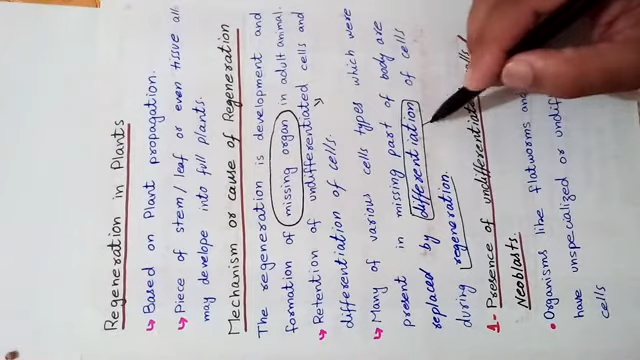 Regeneration in Plants
Based on Plant propagation.
Piece of stem/leaf or even tissue all
may develope into full plants.
Mechanism or cause of Regeneration
The regeneration is development and
formation of missing organ in adult animal.
Retention of undifferentiated cells and
differentiation of cells.
Many of various cells types which were
present in missing part of body are
replaced by differentiation of cells
during regeneration.
1- Presence of undifferentiate cells/
Neoblasts.
Organisms like flatworms and
have unspecialized or undif
cells